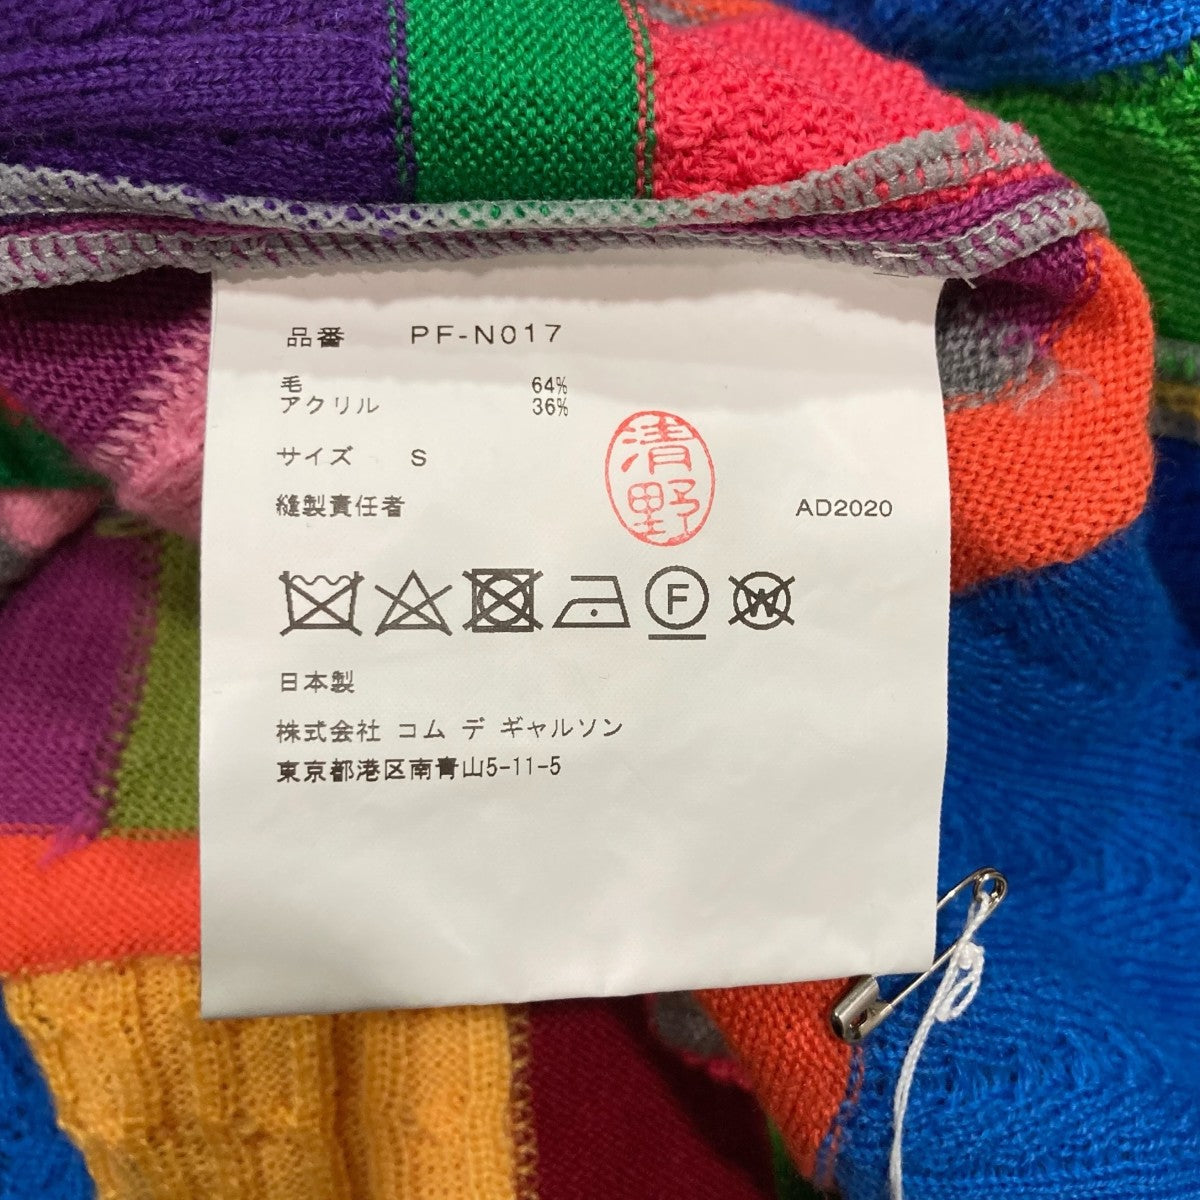 品番 PF-N017
毛 64%
アクリル 36%
サイズ S
縫製責任者 清野 AD2020
F W
日本製
株式会社 コム デ ギャルソン
東京都港区南青山5-11-5